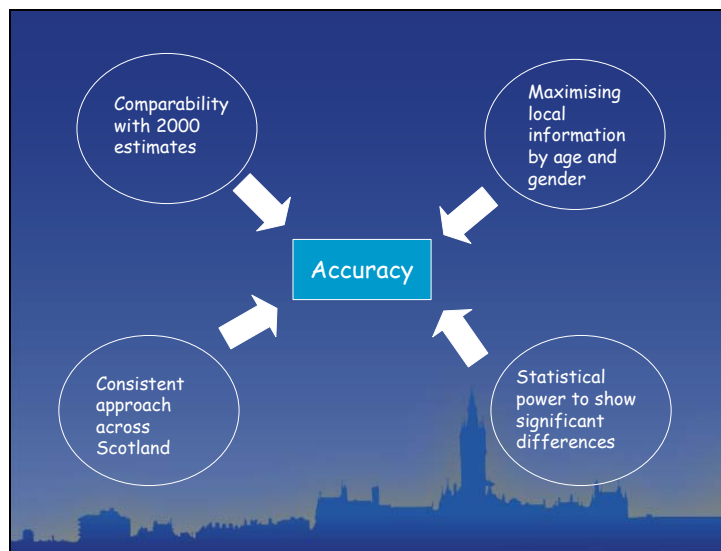 Comparability
with 2000
estimates
Maximising
local
information
by age and
gender
Accuracy
Consistent
approach
across
Scotland
Statistical
power to show
significant
differences